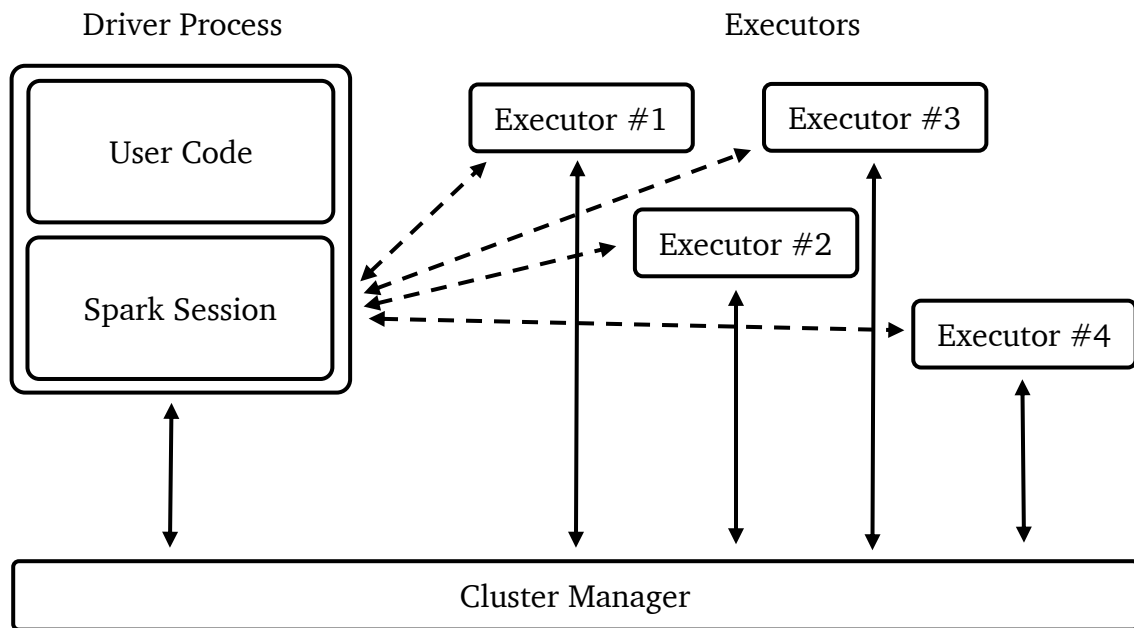 Driver Process
Executors
User Code
Spark Session
Executor #1
Executor #3
Executor #2
Executor #4
Cluster Manager